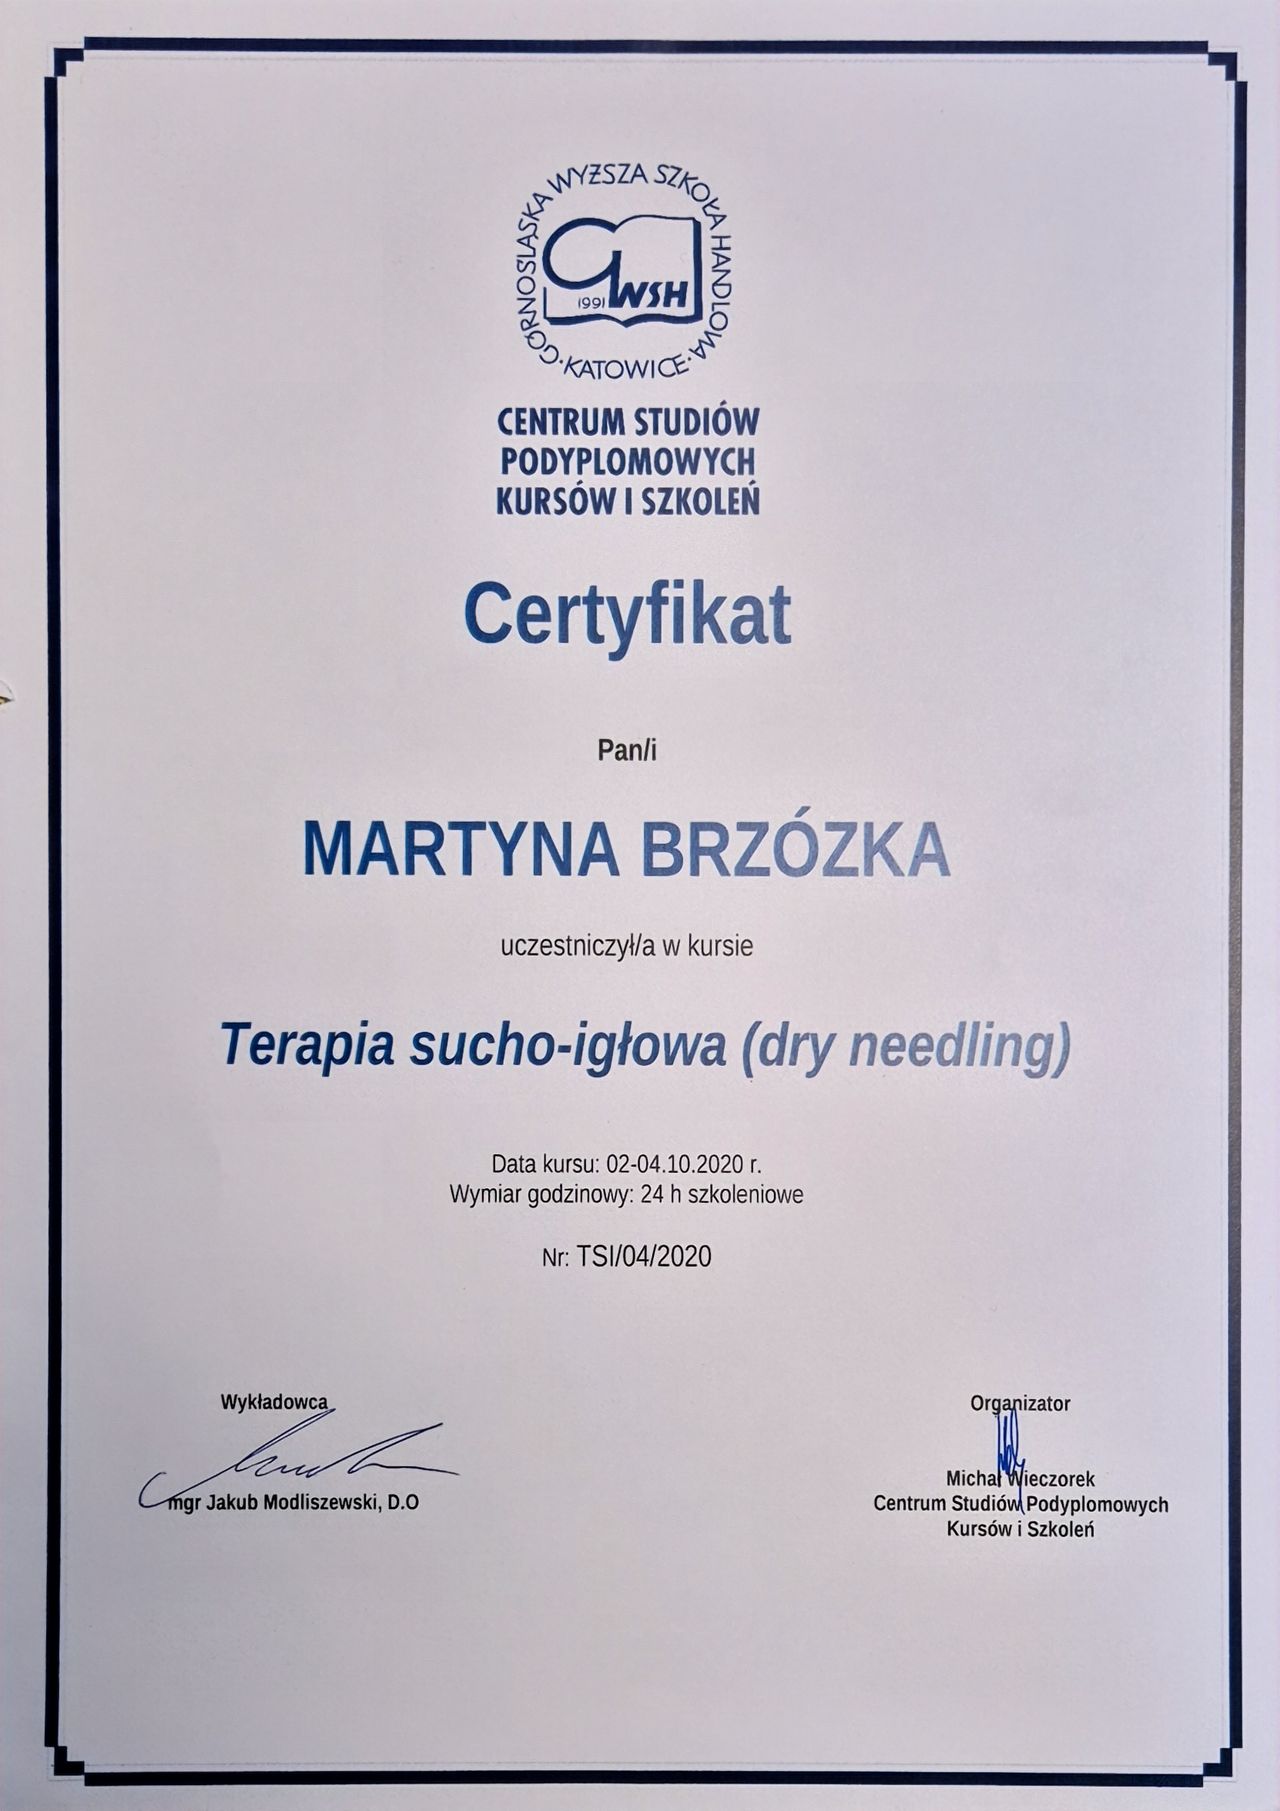 GÓRNOŚLĄSKA WYŻSZA SZKOŁA HANDLOWA
·KATOWICE·
1991 GWSH
CENTRUM STUDIÓW
PODYPLOMOWYCH
KURSÓW I SZKOLEŃ
Certyfikat
Pan/i
MARTYNA BRZÓZKA
uczestniczył/a w kursie
Terapia sucho-igłowa (dry needling)
Data kursu: 02-04.10.2020 r.
Wymiar godzinowy: 24 h szkoleniowe
Nr: TSI/04/2020
Wykładowca
mgr Jakub Modliszewski, D.O
Organizator
Michał Wieczorek
Centrum Studiów Podyplomowych
Kursów i Szkoleń